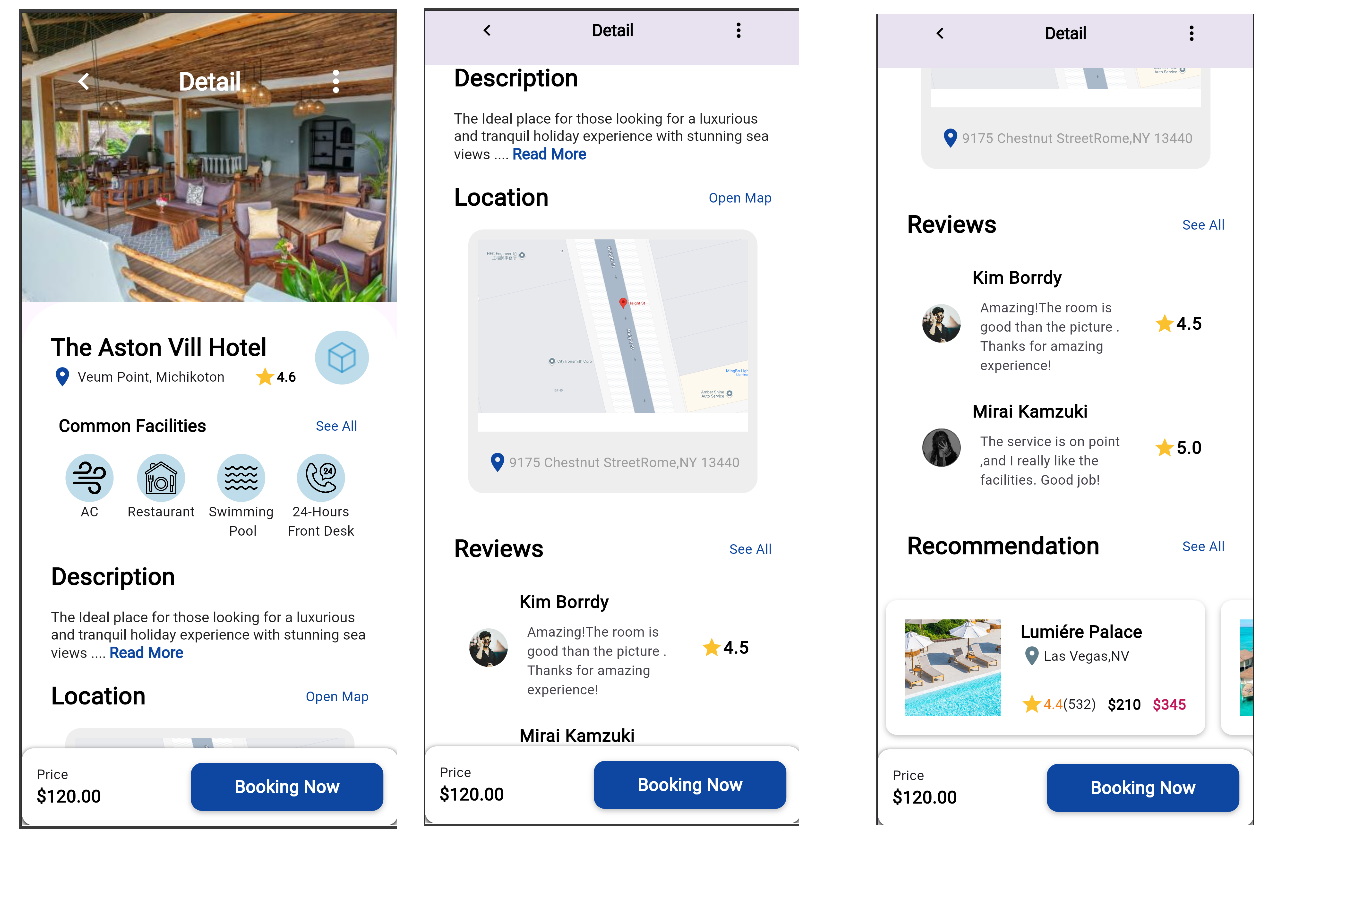 Detail
The Aston Vill Hotel
Veum Point, Michikoton
4.6
Common Facilities
See All
AC
Restaurant
Swimming
Pool
24-Hours
Front Desk
Description
The Ideal place for those looking for a luxurious
and tranquil holiday experience with stunning sea
views .... Read More
Location
Open Map
Price
$120.00
Booking Now
Detail
Description
The Ideal place for those looking for a luxurious
and tranquil holiday experience with stunning sea
views .... Read More
Location
Open Map
9175 Chestnut StreetRome,NY 13440
Reviews
See All
Kim Borrdy
Amazing!The room is
good than the picture .
Thanks for amazing
experience!
4.5
Mirai Kamzuki
Price
$120.00
Booking Now
Detail
9175 Chestnut StreetRome,NY 13440
Reviews
See All
Kim Borrdy
Amazing!The room is
good than the picture .
Thanks for amazing
experience!
4.5
Mirai Kamzuki
The service is on point
,and I really like the
facilities. Good job!
5.0
Recommendation
See All
Lumiére Palace
Las Vegas,NV
4.4(532) $210 $345
Price
$120.00
Booking Now